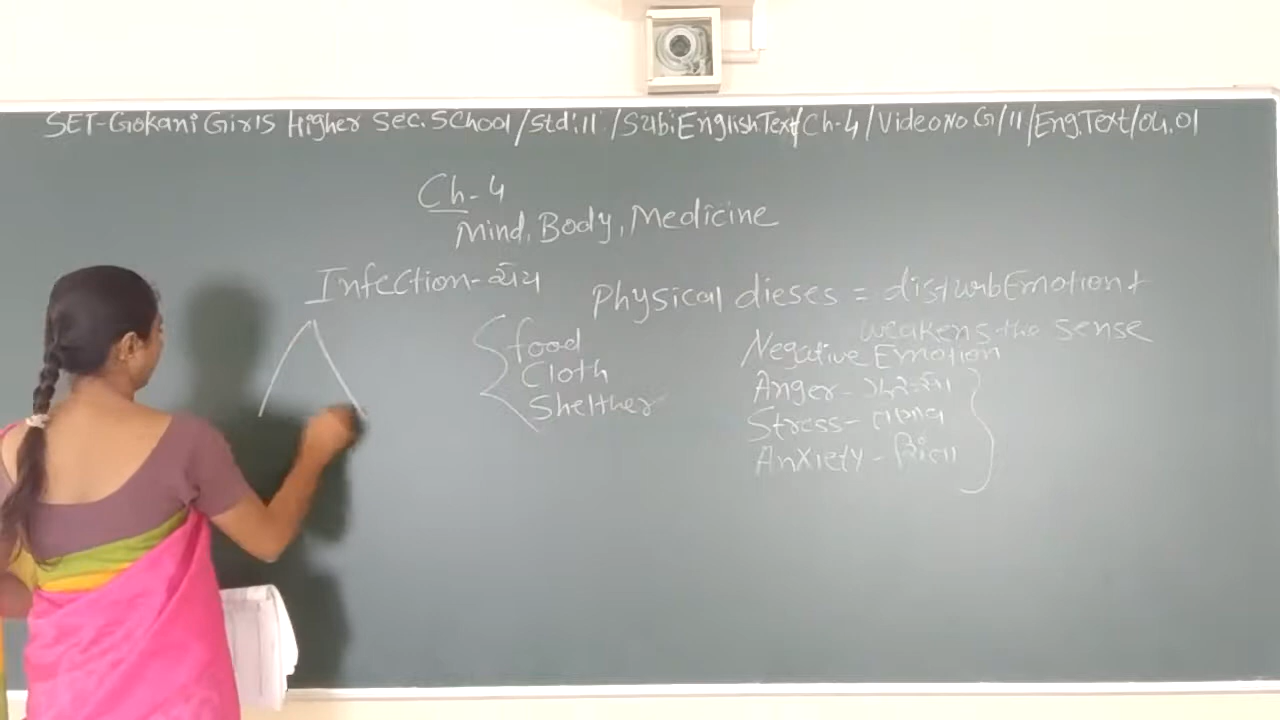 SET-Gokani Girls Higher Sec. School / Std:11 / Sub:English Text / Ch-4 / Video No. G/11/Eng.Text/04.01
Ch-4
Mind, Body, Medicine
Infection-રોગ
Physical dieses = disturb Emotion +
weakens the sense
food
Cloth
Shelther
Negative Emotion
Anger-
Stress-તણાવ
Anxiety-ચિંતા